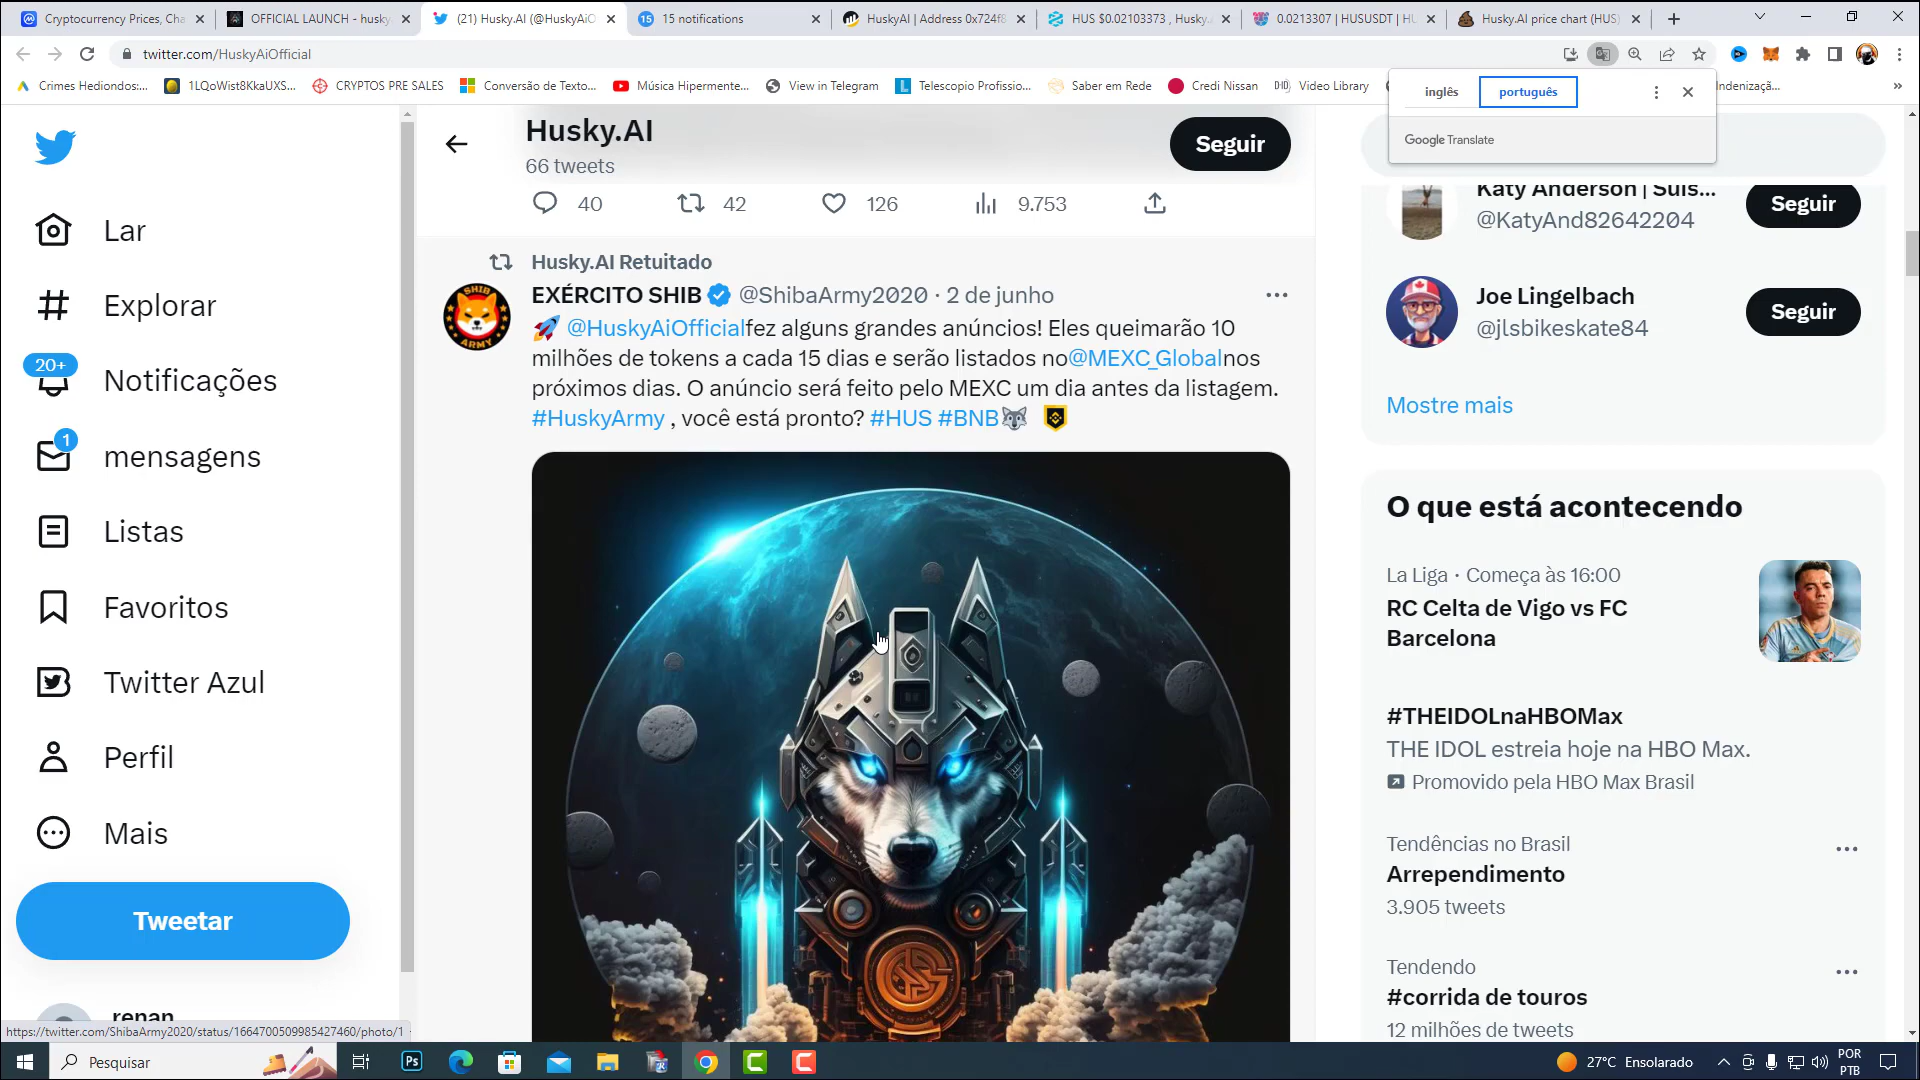 Cryptocurrency Prices, Cha
OFFICIAL LAUNCH - husky
(21) Husky.AI (@HuskyAiO
15 notifications
HuskyAI | Address 0x724f8
HUS $0.02103373 , Husky.
0.0213307 | HUSUSDT | HU
Husky.AI price chart (HUS)
twitter.com/HuskyAiOfficial
Crimes Hediondos:...
1LQoWist8KkaUXS...
CRYPTOS PRE SALES
Conversão de Texto...
Música Hipermente...
View in Telegram
Telescopio Profissio...
Saber em Rede
Credi Nissan
Video Library
Indenizaçã...
inglês
português
Google Translate
Lar
Explorar
20+
Notificações
1
mensagens
Listas
Favoritos
Twitter Azul
Perfil
Mais
Tweetar
renan
Husky.AI
66 tweets
Seguir
40
42
126
9.753
Husky.AI Retuitado
EXÉRCITO SHIB @ShibaArmy2020 · 2 de junho
SHIB
ARMY
🚀 @HuskyAiOfficialfez alguns grandes anúncios! Eles queimarão 10
milhões de tokens a cada 15 dias e serão listados no@MEXC_Globalnos
próximos dias. O anúncio será feito pelo MEXC um dia antes da listagem.
#HuskyArmy , você está pronto? #HUS #BNB🐺
Katy Anderson | Suis...
@KatyAnd82642204
Seguir
Joe Lingelbach
@jlsbikeskate84
Seguir
Mostre mais
O que está acontecendo
La Liga · Começa às 16:00
RC Celta de Vigo vs FC
Barcelona
#THEIDOLnaHBOMax
THE IDOL estreia hoje na HBO Max.
Promovido pela HBO Max Brasil
Tendências no Brasil
Arrependimento
3.905 tweets
Tendendo
#corrida de touros
12 milhões de tweets
https://twitter.com/ShibaArmy2020/status/1664700509985427460/photo/1
Pesquisar
Ps
27°C Ensolarado
POR
PTB